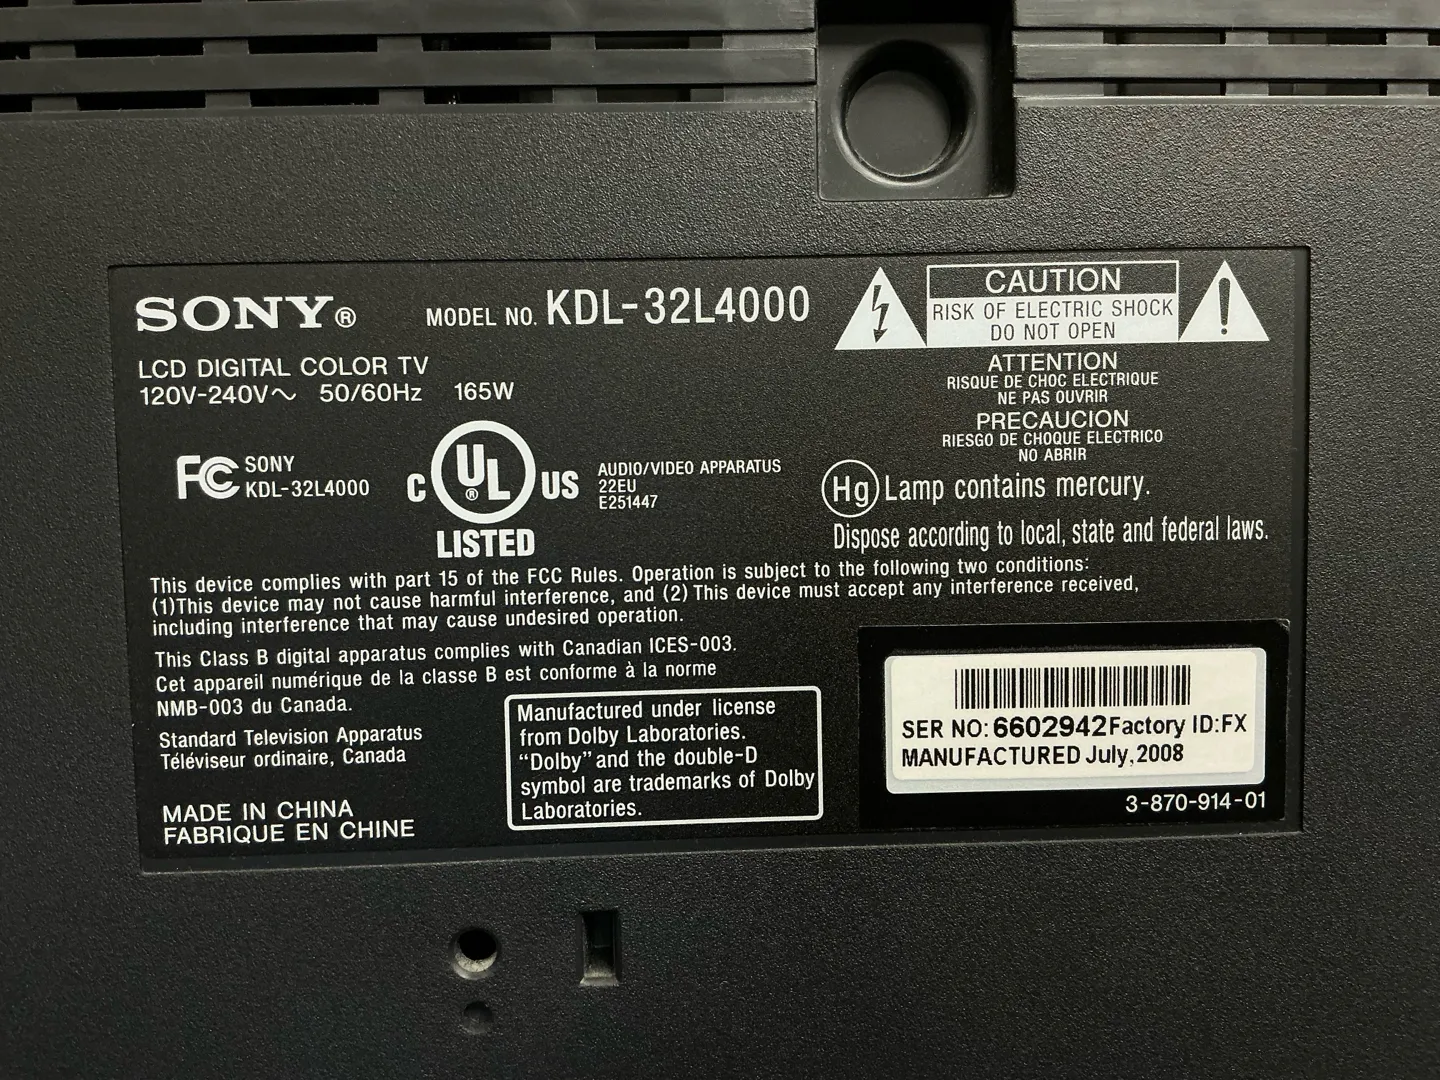 SONY®
MODEL NO. KDL-32L4000
LCD DIGITAL COLOR TV
120V-240V～ 50/60Hz 165W
FC SONY
KDL-32L4000
C UL® US
LISTED
AUDIO/VIDEO APPARATUS
22EU
E251447
CAUTION
RISK OF ELECTRIC SHOCK
DO NOT OPEN
ATTENTION
RISQUE DE CHOC ELECTRIQUE
NE PAS OUVRIR
PRECAUCION
RIESGO DE CHOQUE ELECTRICO
NO ABRIR
Hg Lamp contains mercury.
Dispose according to local, state and federal laws.
This device complies with part 15 of the FCC Rules. Operation is subject to the following two conditions:
(1)This device may not cause harmful interference, and (2) This device must accept any interference received,
including interference that may cause undesired operation.
This Class B digital apparatus complies with Canadian ICES-003.
Cet appareil numérique de la classe B est conforme à la norme
NMB-003 du Canada.
Standard Television Apparatus
Téléviseur ordinaire, Canada
MADE IN CHINA
FABRIQUE EN CHINE
Manufactured under license
from Dolby Laboratories.
“Dolby” and the double-D
symbol are trademarks of Dolby
Laboratories.
SER NO: 6602942 Factory ID:FX
MANUFACTURED July, 2008
3-870-914-01